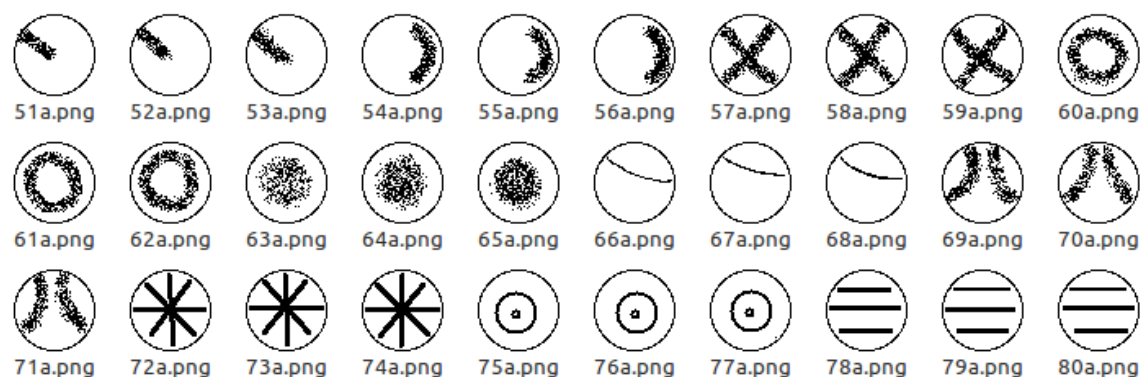 51a.png 52a.png 53a.png 54a.png 55a.png 56a.png 57a.png 58a.png 59a.png 60a.png
61a.png 62a.png 63a.png 64a.png 65a.png 66a.png 67a.png 68a.png 69a.png 70a.png
71a.png 72a.png 73a.png 74a.png 75a.png 76a.png 77a.png 78a.png 79a.png 80a.png